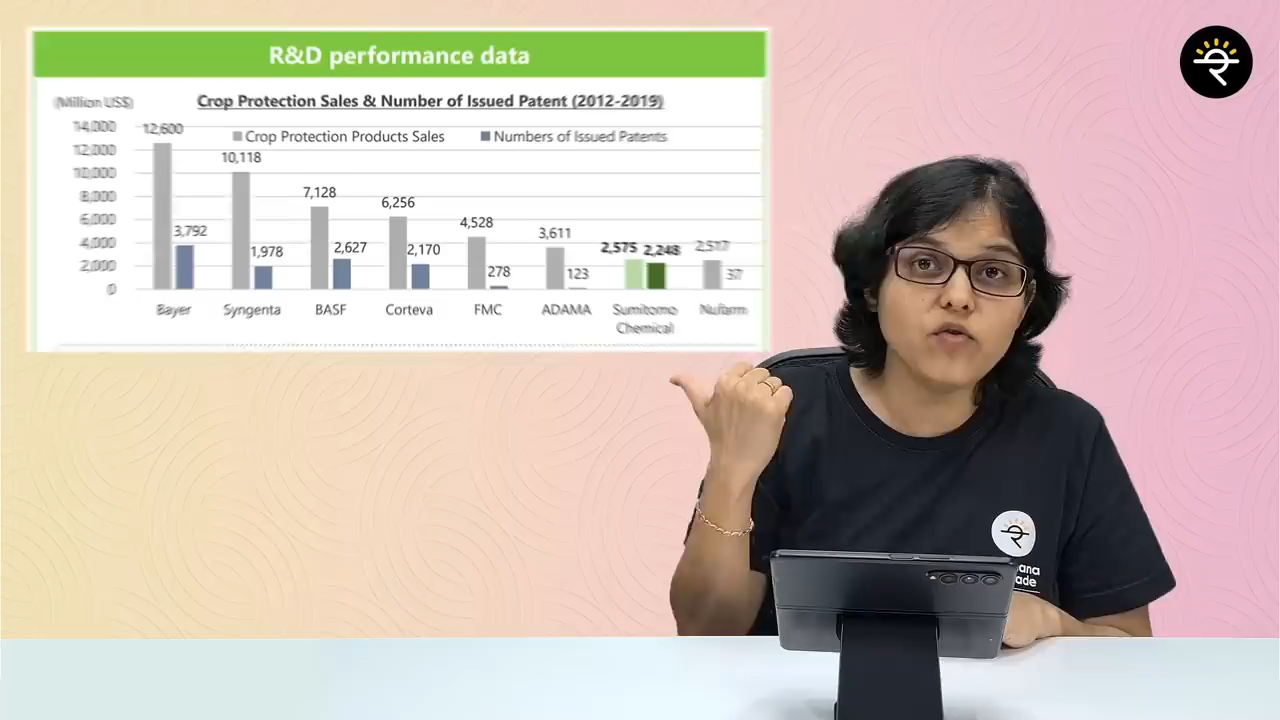 R&D performance data
(Million US$)
Crop Protection Sales & Number of Issued Patent (2012-2019)
Crop Protection Products Sales
Numbers of Issued Patents
14,000
12,000
10,000
8,000
6,000
4,000
2,000
0
12,600
3,792
10,118
1,978
7,128
2,627
6,256
2,170
4,528
278
3,611
123
2,575
2,248
2,517
37
Bayer
Syngenta
BASF
Corteva
FMC
ADAMA
Sumitomo
Chemical
Nufarm
ana
ade